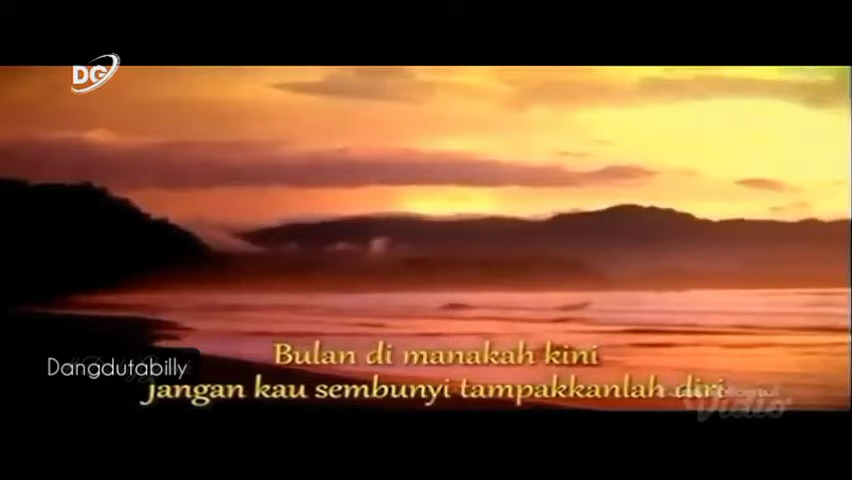 DG
Bulan di manakah kini
Dangdutabilly
jangan kau sembunyi tampakkanlah diri